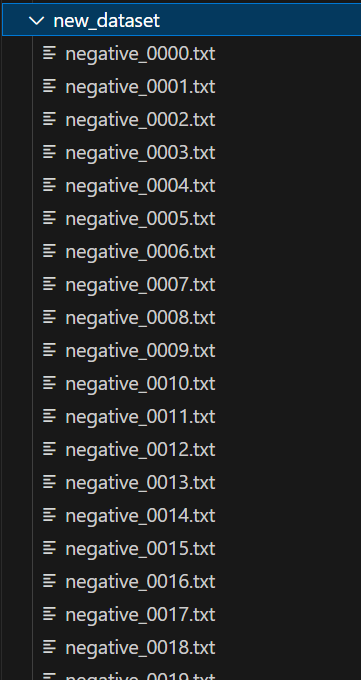 new_dataset
negative_0000.txt
negative_0001.txt
negative_0002.txt
negative_0003.txt
negative_0004.txt
negative_0005.txt
negative_0006.txt
negative_0007.txt
negative_0008.txt
negative_0009.txt
negative_0010.txt
negative_0011.txt
negative_0012.txt
negative_0013.txt
negative_0014.txt
negative_0015.txt
negative_0016.txt
negative_0017.txt
negative_0018.txt
negative_0019.txt